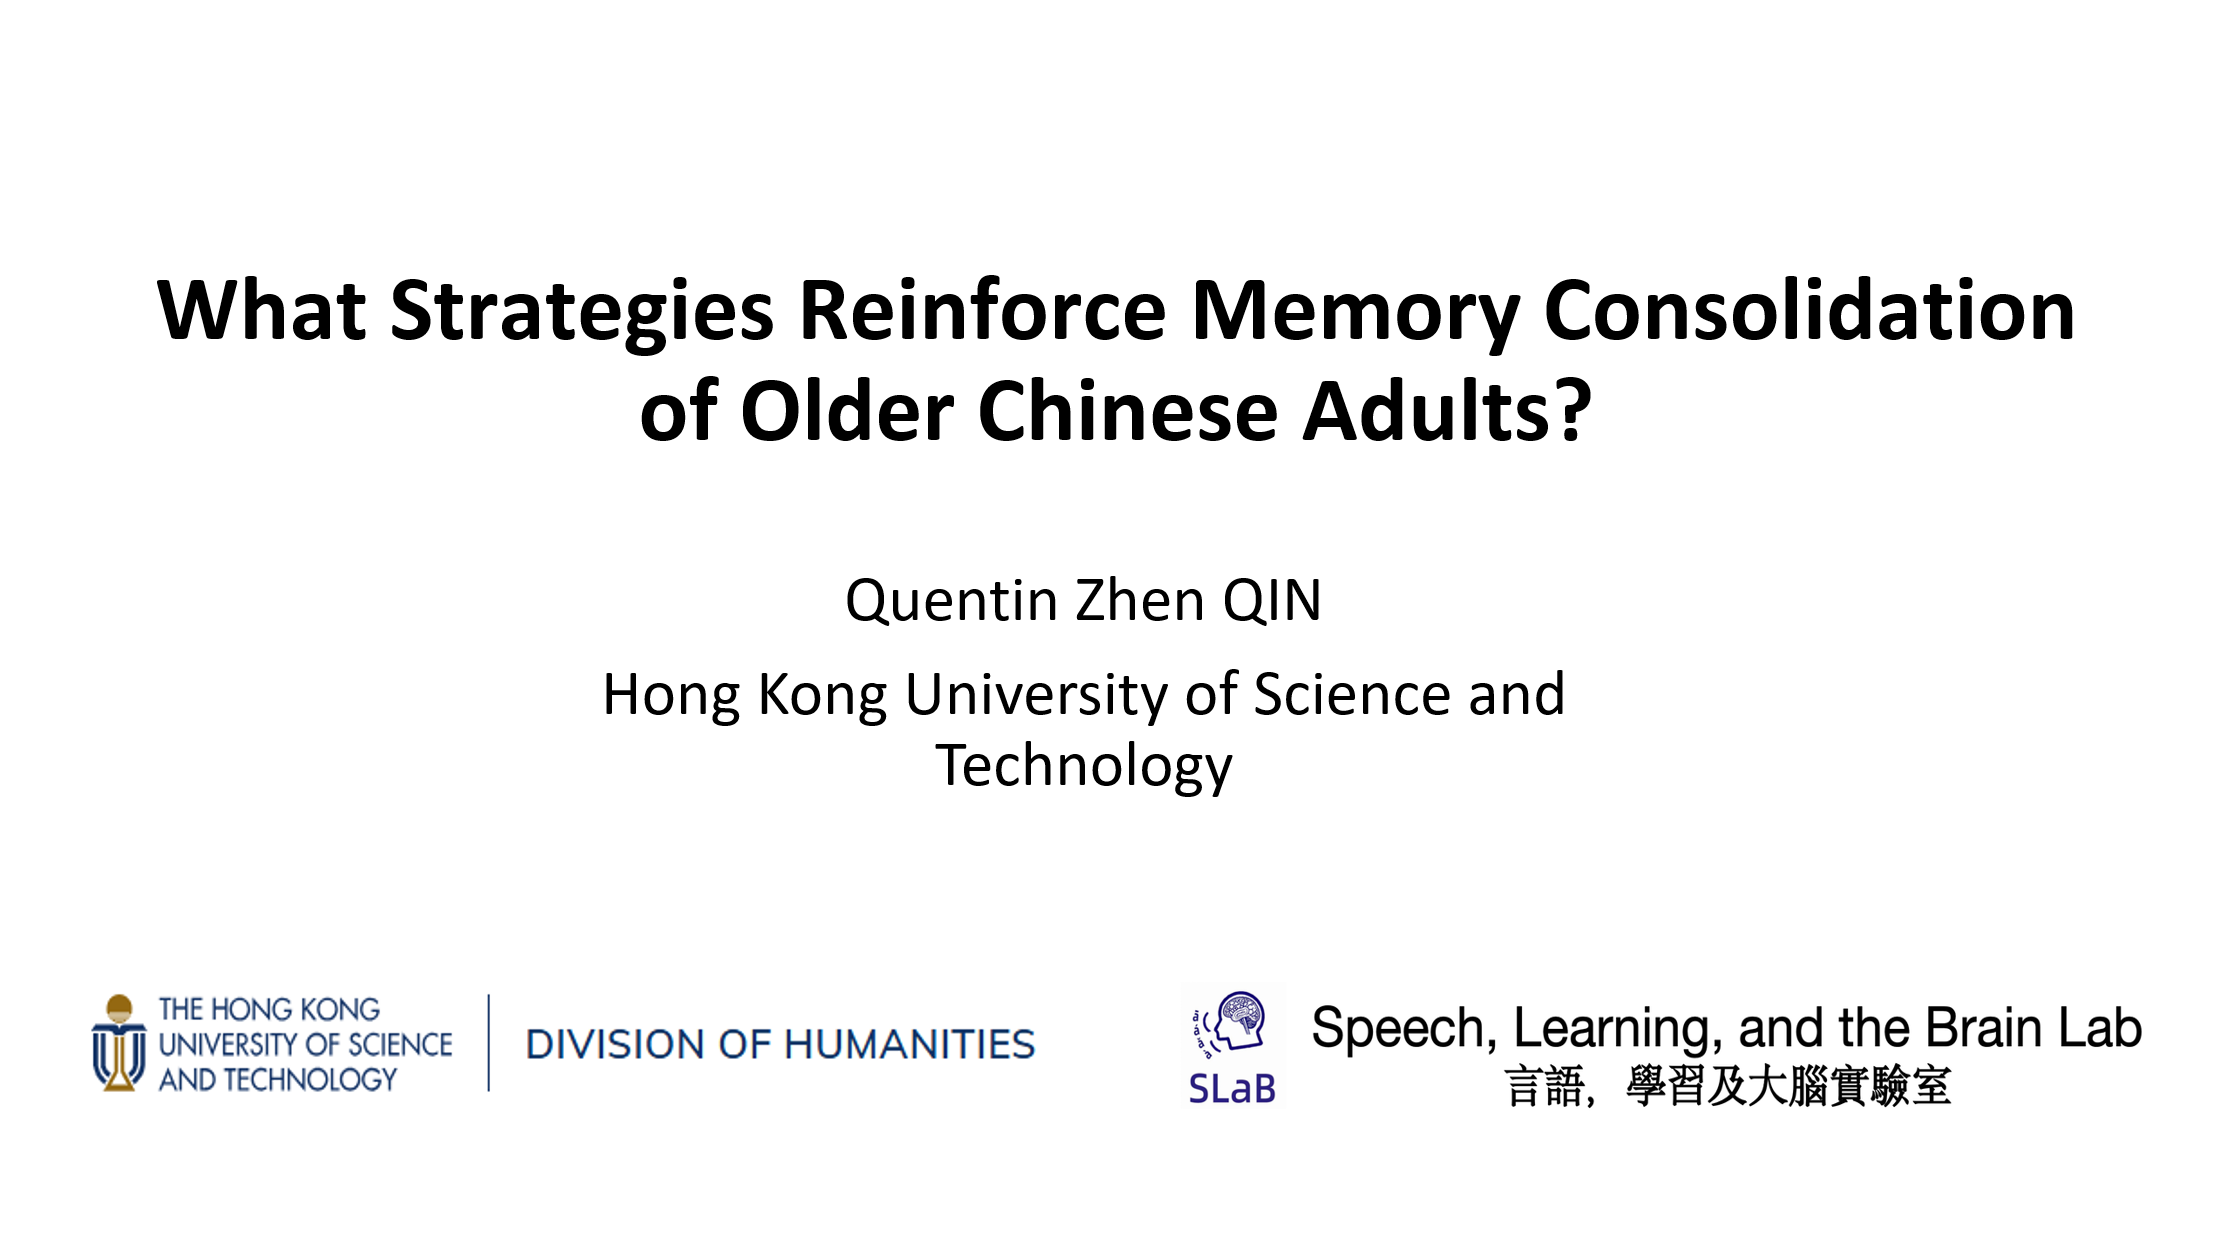 What Strategies Reinforce Memory Consolidation
of Older Chinese Adults?
Quentin Zhen QIN
Hong Kong University of Science and
Technology
THE HONG KONG
UNIVERSITY OF SCIENCE
AND TECHNOLOGY
DIVISION OF HUMANITIES
SLaB
Speech, Learning, and the Brain Lab
言語，學習及大腦實驗室